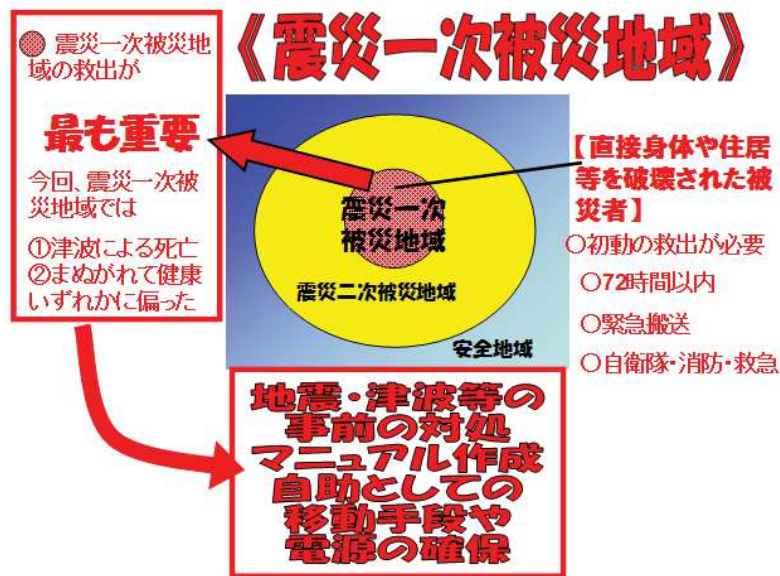 《震災一次被災地域》
震災一次被災地
域の救出が
最も重要
今回、震災一次被
災地域では
①津波による死亡
②まぬがれて健康
いずれかに偏った
震災一次
被災地域
震災二次被災地域
安全地域
【直接身体や住居
等を破壊された被
災者】
○初動の救出が必要
○72時間以内
○緊急搬送
○自衛隊・消防・救急
地震・津波等の
事前の対処
マニュアル作成
自助としての
移動手段や
電源の確保